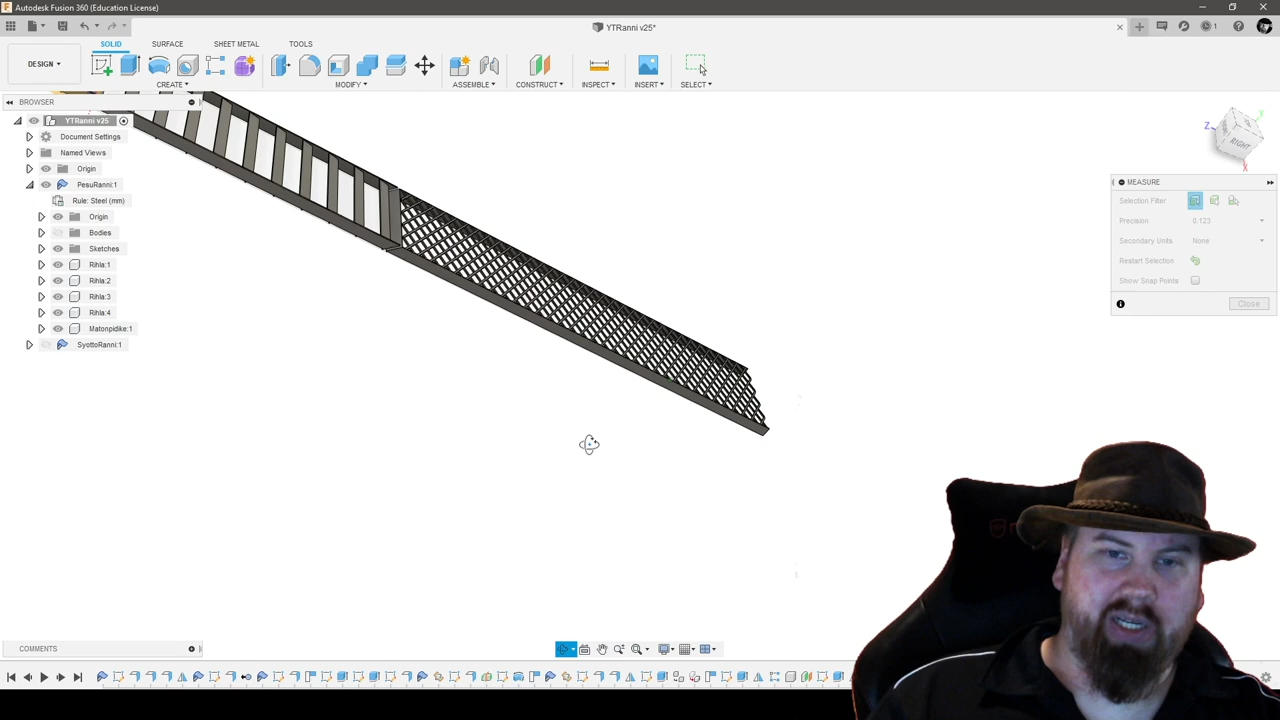 Autodesk Fusion 360 (Education License)
YTRanni v25*
1
SOLID SURFACE SHEET METAL TOOLS
DESIGN
CREATE MODIFY ASSEMBLE CONSTRUCT INSPECT INSERT SELECT
BROWSER
YTRanni v25
Document Settings
Named Views
Origin
PesuRanni:1
Rule: Steel (mm)
Origin
Bodies
Sketches
Rihla:1
Rihla:2
Rihla:3
Rihla:4
Matonpidike:1
SyottoRanni:1
Z
Y
RIGHT
X
MEASURE
Selection Filter
Precision 0.123
Secondary Units None
Restart Selection
Show Snap Points
Close
COMMENTS